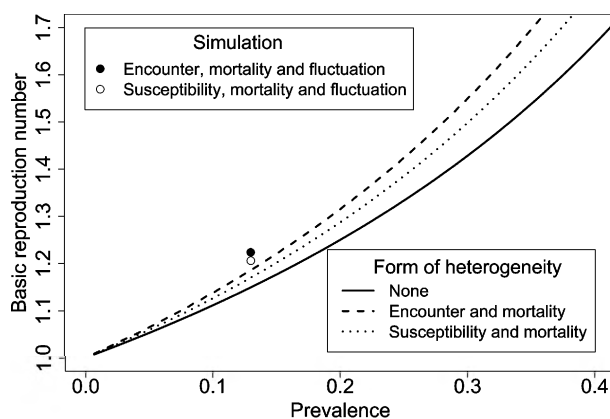 Simulation
Encounter, mortality and fluctuation
Susceptibility, mortality and fluctuation
Form of heterogeneity
None
Encounter and mortality
Susceptibility and mortality
Basic reproduction number
1.7
1.6
1.5
1.4
1.3
1.2
1.1
1.0
0.0
0.1
0.2
0.3
0.4
Prevalence